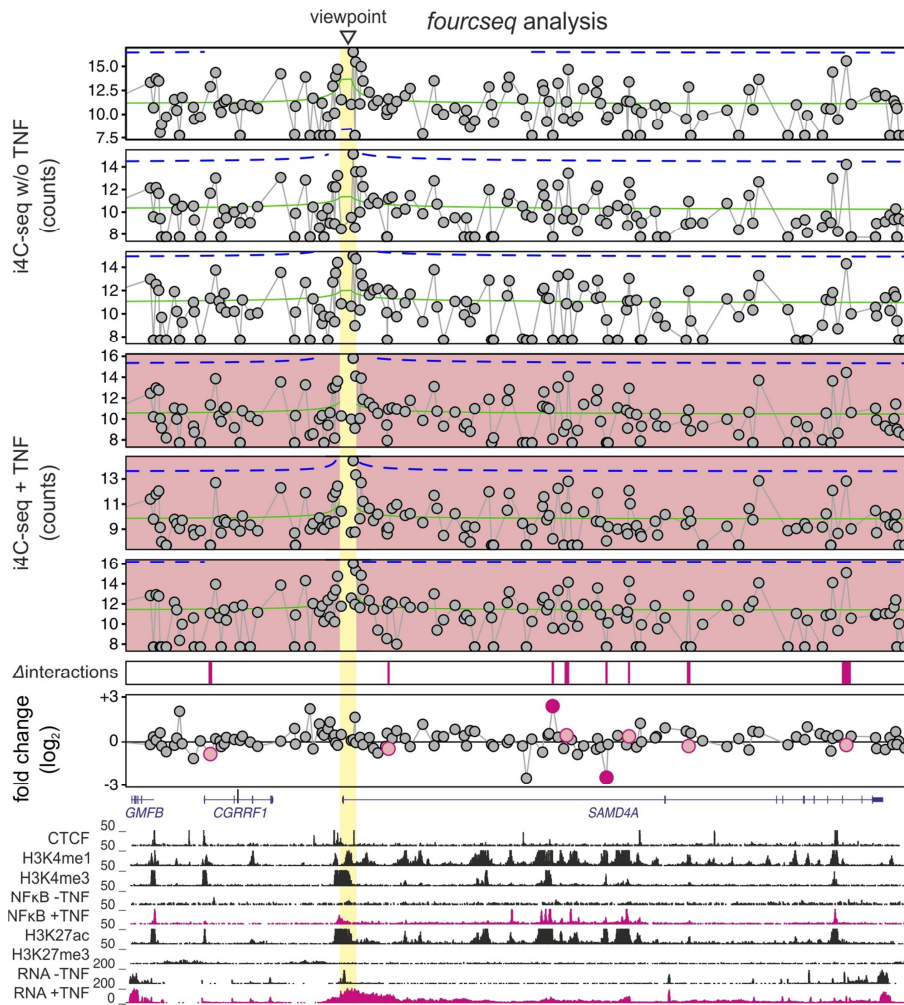 viewpoint
fourcseq analysis
i4C-seq w/o TNF
(counts)
15.0
12.5
10.0
7.5
14
12
10
8
14
12
10
8
i4C-seq + TNF
(counts)
16
14
12
10
8
13
11
9
16
14
12
10
8
Δinteractions
fold change
(log2)
+3
0
-3
GMFB
CGRRF1
SAMD4A
50
CTCF
50
H3K4me1
50
H3K4me3
50
NFκB -TNF
50
NFκB +TNF
50
H3K27ac
50
H3K27me3
200
RNA -TNF
200
RNA +TNF
0